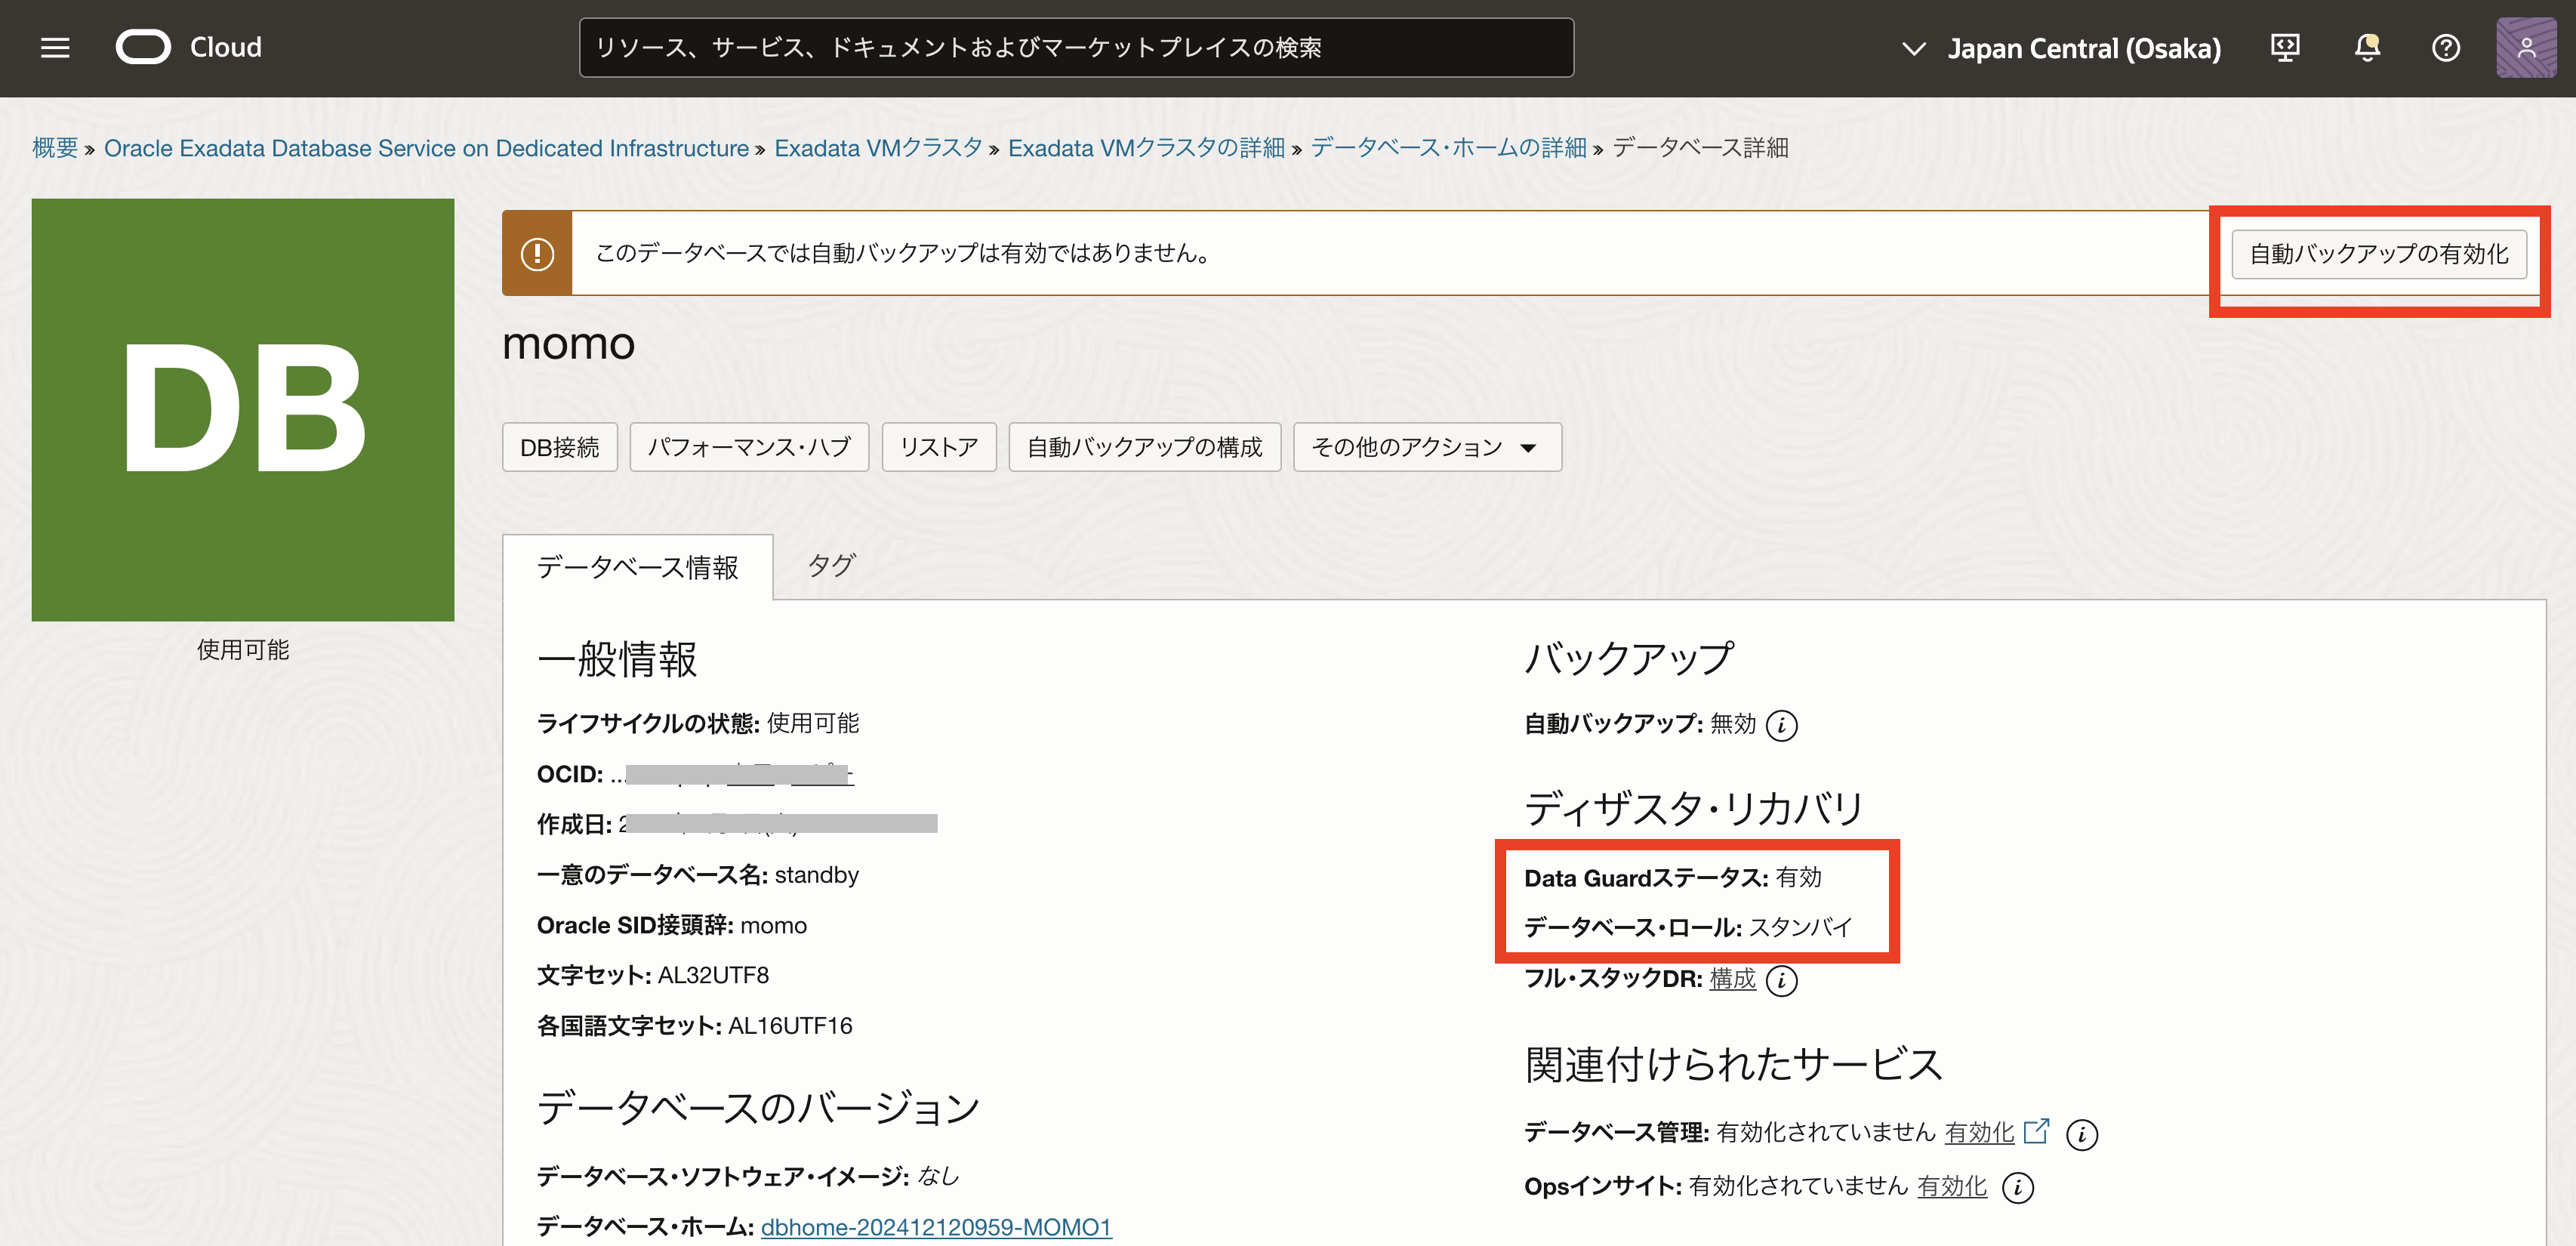 Cloud
リソース、サービス、ドキュメントおよびマーケットプレイスの検索
Japan Central (Osaka)
概要 » Oracle Exadata Database Service on Dedicated Infrastructure » Exadata VMクラスタ » Exadata VMクラスタの詳細 » データベース・ホームの詳細 » データベース詳細
DB
使用可能
このデータベースでは自動バックアップは有効ではありません。
自動バックアップの有効化
momo
DB接続
パフォーマンス・ハブ
リストア
自動バックアップの構成
その他のアクション
データベース情報
タグ
一般情報
ライフサイクルの状態: 使用可能
OCID: ...
作成日: 2
一意のデータベース名: standby
Oracle SID接頭辞: momo
文字セット: AL32UTF8
各国語文字セット: AL16UTF16
データベースのバージョン
データベース・ソフトウェア・イメージ: なし
データベース・ホーム: dbhome-202412120959-MOMO1
バックアップ
自動バックアップ: 無効
ディザスタ・リカバリ
Data Guardステータス: 有効
データベース・ロール: スタンバイ
フル・スタックDR: 構成
関連付けられたサービス
データベース管理: 有効化されていません 有効化
Opsインサイト: 有効化されていません 有効化